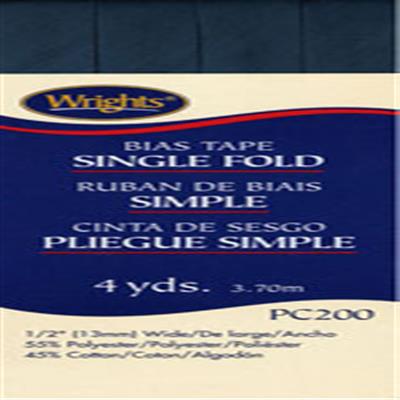 Wrights®
BIAS TAPE
SINGLE FOLD
RUBAN DE BIAIS
SIMPLE
CINTA DE SESGO
PLIEGUE SIMPLE
4 yds. 3.70m
PC200
1/2" (13mm) Wide/De large/Ancho
55% Polyester/Polyester/Poliéster
45% Cotton/Coton/Algodón